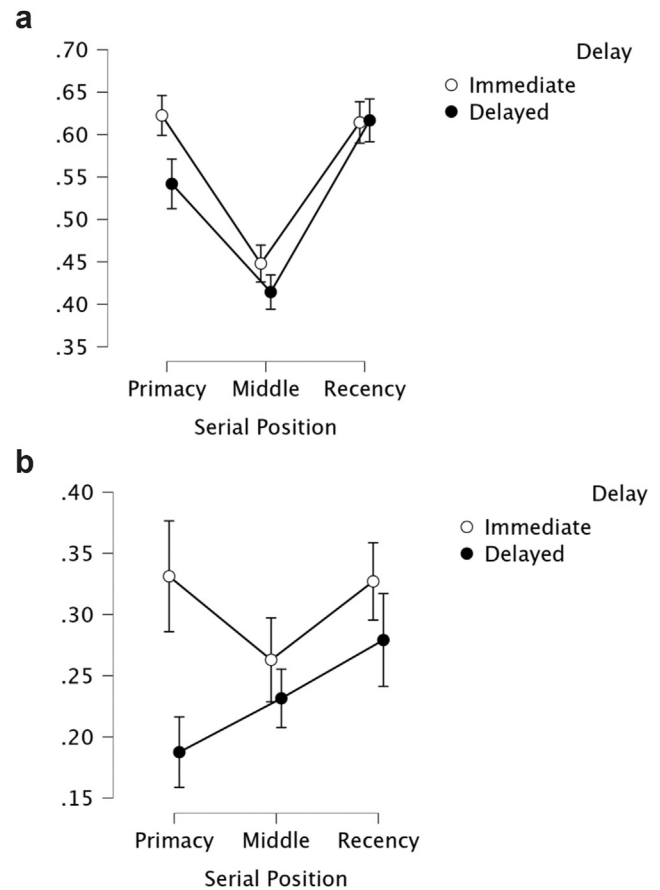 a
Delay
Immediate
Delayed
.70
.65
.60
.55
.50
.45
.40
.35
Primacy Middle Recency
Serial Position
b
Delay
Immediate
Delayed
.40
.35
.30
.25
.20
.15
Primacy Middle Recency
Serial Position